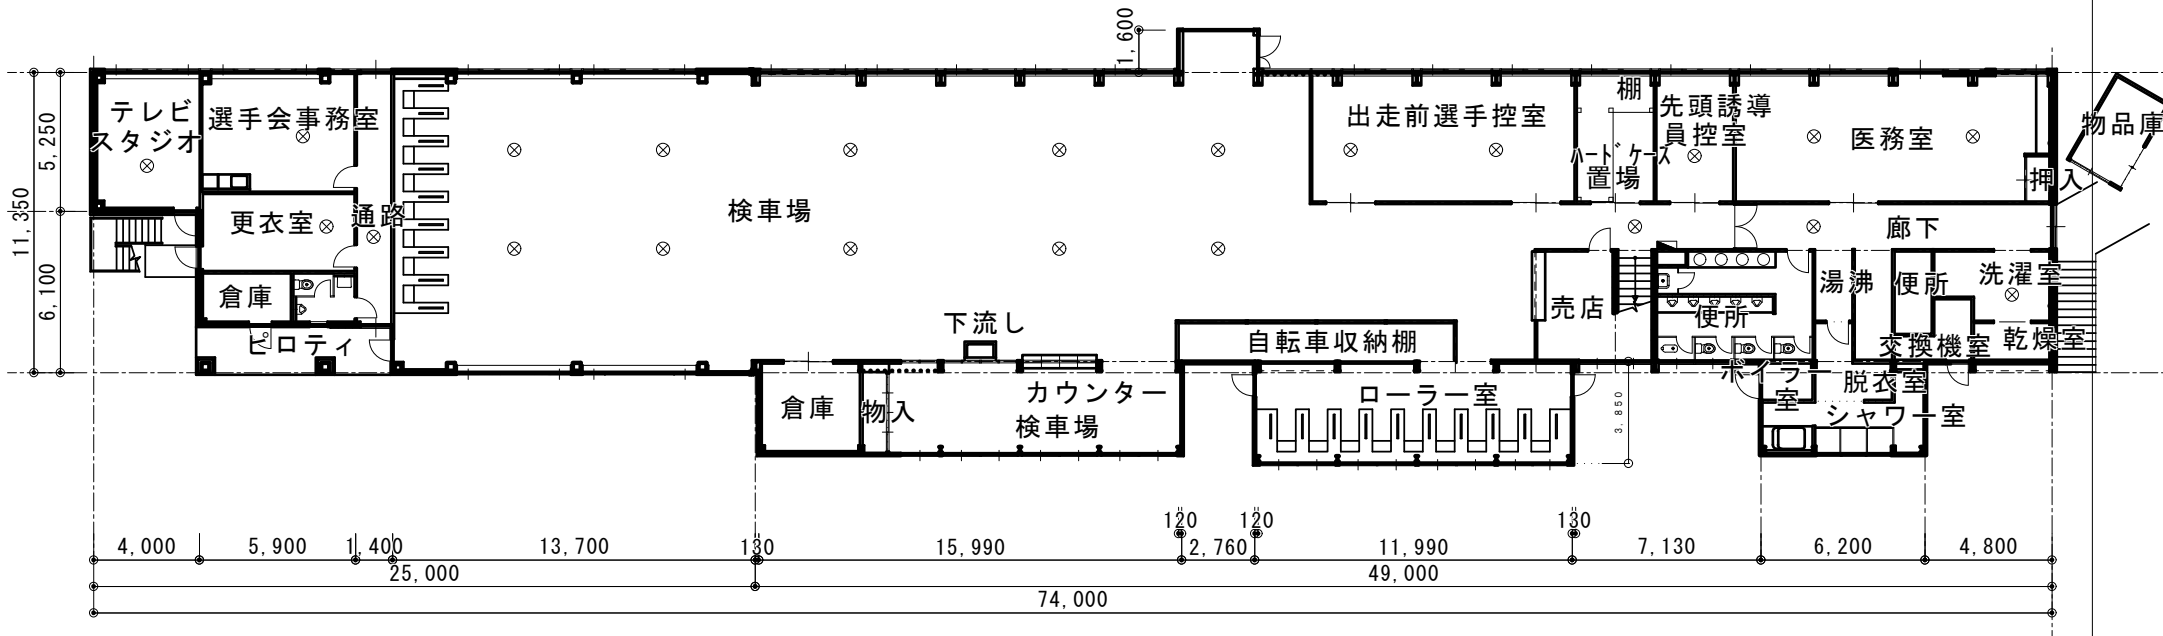 1,600
テレビ
スタジオ
選手会事務室
更衣室
通路
倉庫
ピロティ
検車場
下流し
出走前選手控室
棚
ハードケース
置場
先頭誘導
員控室
医務室
押入
物品庫
廊下
売店
便所
湯沸
便所
洗濯室
交換機室
乾燥室
自転車収納棚
倉庫
物入
カウンター
検車場
ローラー室
ボイラー
室
脱衣室
シャワー室
11,350
5,250
6,100
3,850
120
120
130
4,000
5,900
1,400
13,700
130
15,990
2,760
11,990
7,130
6,200
4,800
25,000
49,000
74,000